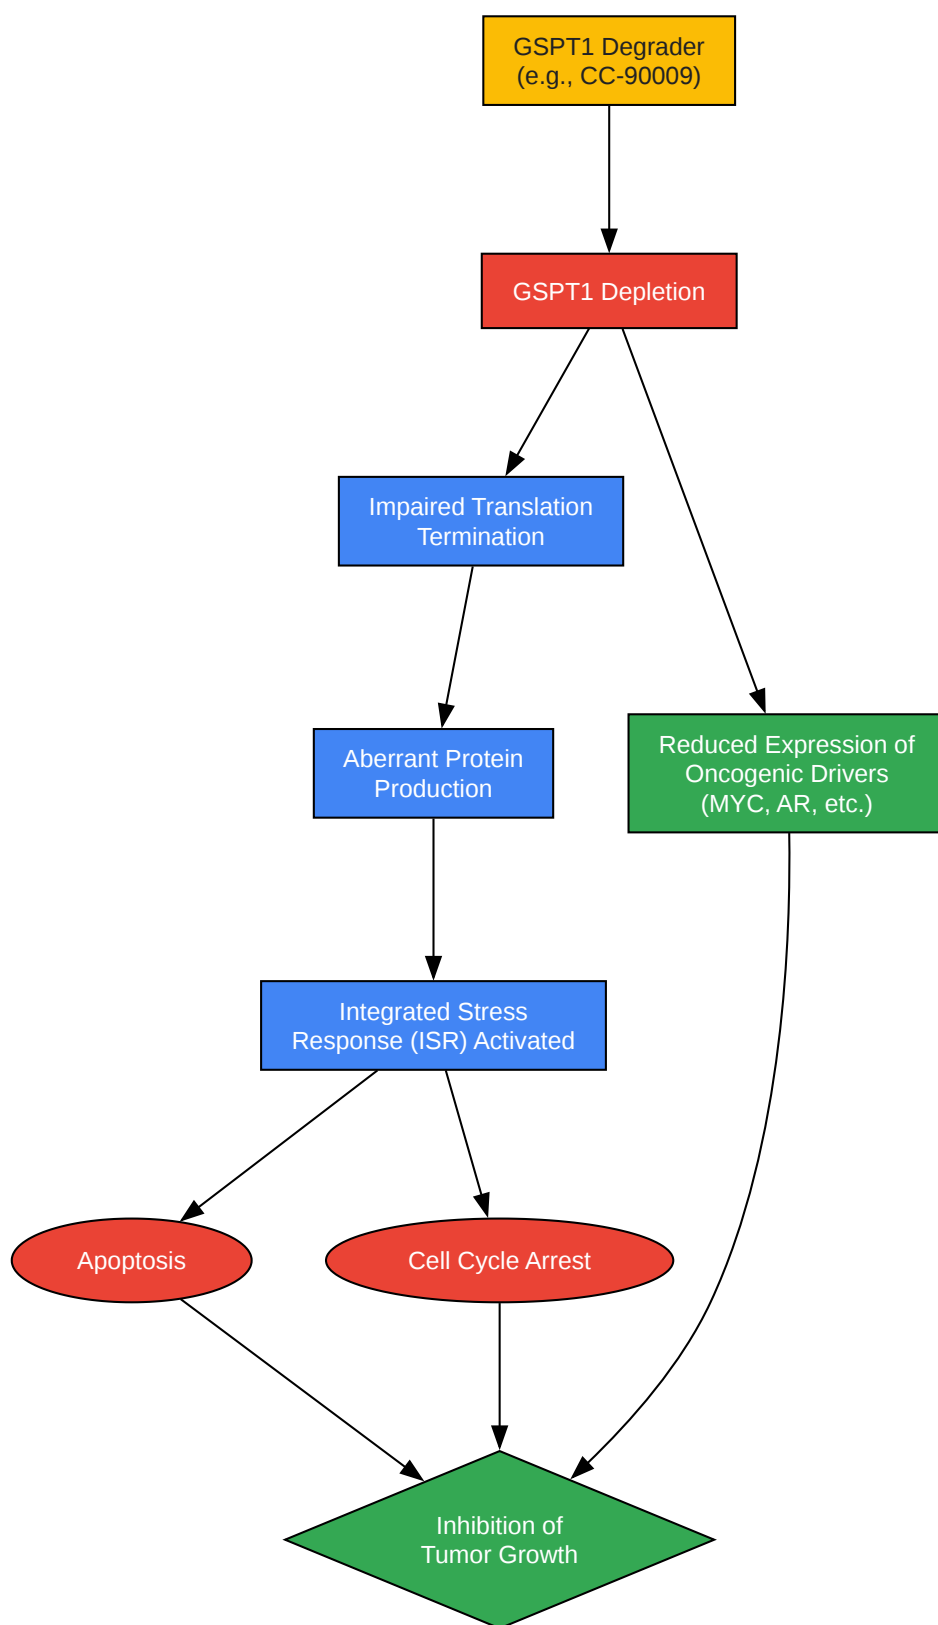 GSPT1 Degrader
(e.g., CC-90009)
GSPT1 Depletion
Impaired Translation
Termination
Reduced Expression of
Oncogenic Drivers
(MYC, AR, etc.)
Aberrant Protein
Production
Integrated Stress
Response (ISR) Activated
Apoptosis
Cell Cycle Arrest
Inhibition of
Tumor Growth